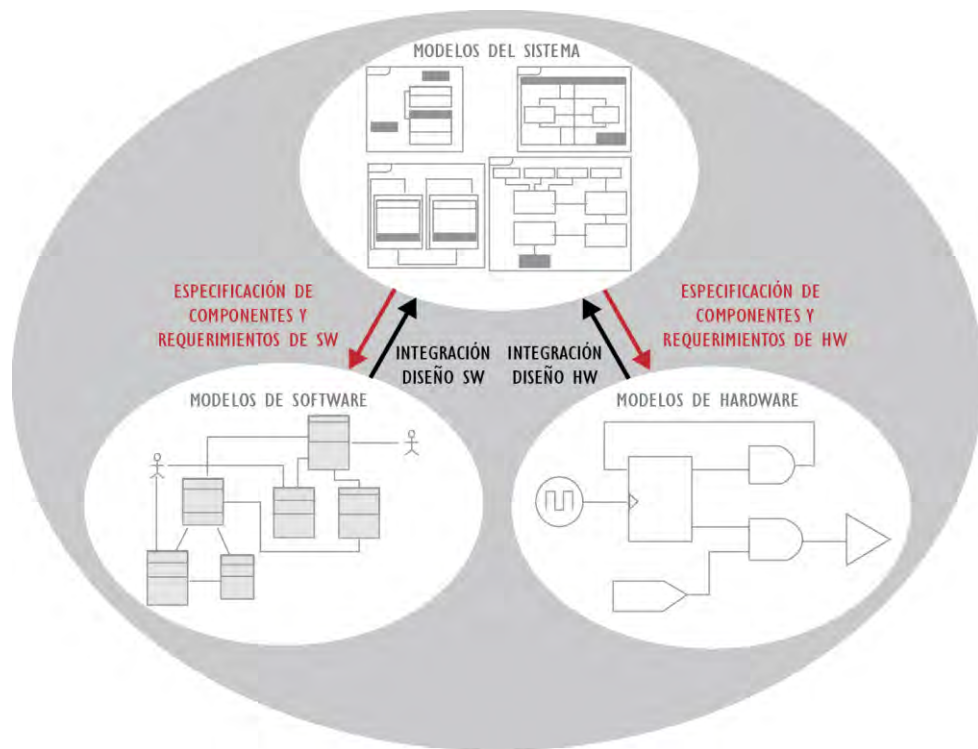 MODELOS DEL SISTEMA
ESPECIFICACIÓN DE
COMPONENTES Y
REQUERIMIENTOS DE SW
INTEGRACIÓN
DISEÑO SW
INTEGRACIÓN
DISEÑO HW
ESPECIFICACIÓN DE
COMPONENTES Y
REQUERIMIENTOS DE HW
MODELOS DE SOFTWARE
MODELOS DE HARDWARE